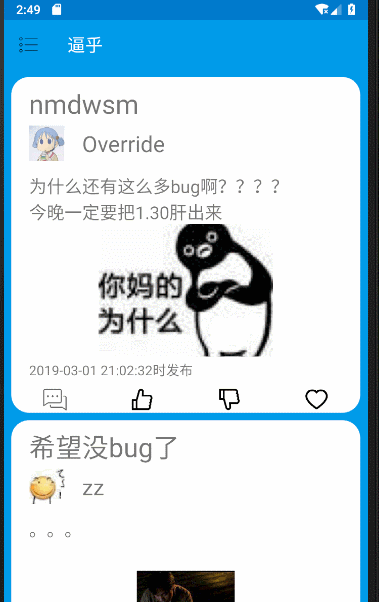 2:49
逼乎
nmdwsm
Override
为什么还有这么多bug啊？？？？
今晚一定要把1.30肝出来
你妈的
为什么
2019-03-01 21:02:32时发布
希望没bug了
zz
。。。